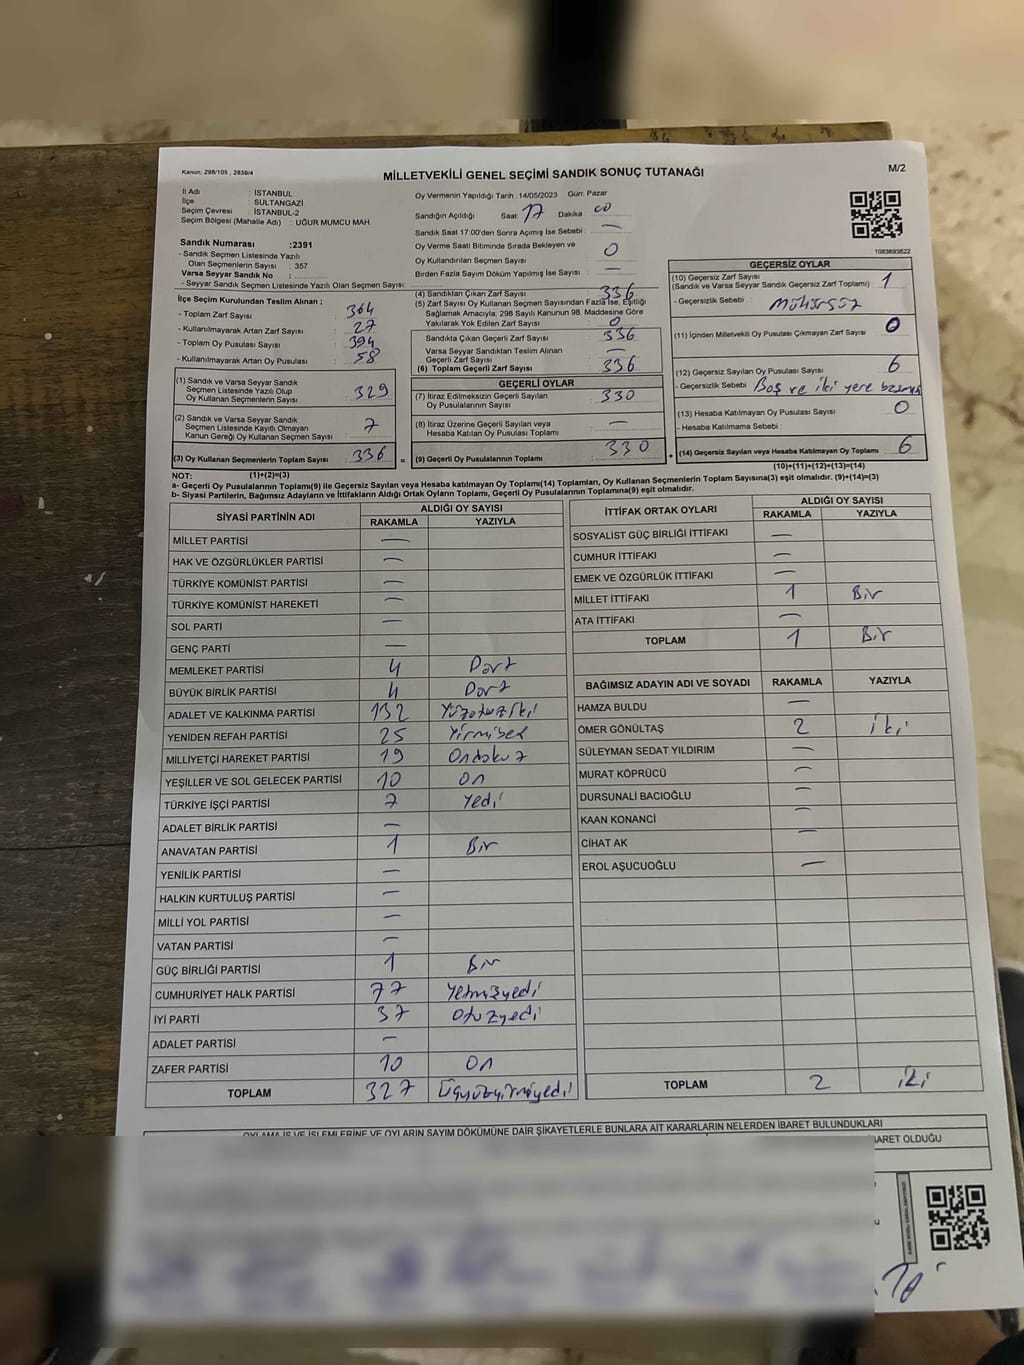 Kanun. 298/105 , 2839/4
MİLLETVEKİLİ GENEL SEÇİMİ SANDIK SONUÇ TUTANAĞI
M/2
İl Adı : İSTANBUL
İlçe : SULTANGAZİ
Seçim Çevresi : İSTANBUL-2
Seçim Bölgesi (Mahalle Adı) : UĞUR MUMCU MAH.
Sandık Numarası :2391
- Sandık Seçmen Listesinde Yazılı
Olan Seçmenlerin Sayısı : 357
Varsa Seyyar Sandık No :
- Seyyar Sandık Seçmen Listesinde Yazılı Olan Seçmen Sayısı :
Oy Vermenin Yapıldığı Tarih :14/05/2023 Gün: Pazar
Sandığın Açıldığı Saat: 17 Dakika : 00
Sandık Saat 17:00'den Sonra Açılmış İse Sebebi : —
Oy Verme Saati Bitiminde Sırada Bekleyen ve
Oy Kullandırılan Seçmen Sayısı : 0
Birden Fazla Sayım Döküm Yapılmış İse Sayısı : —
1083693622
İlçe Seçim Kurulundan Teslim Alınan ;
- Toplam Zarf Sayısı : 364
- Kullanılmayarak Artan Zarf Sayısı : 27
- Toplam Oy Pusulası Sayısı : 394
- Kullanılmayarak Artan Oy Pusulası : 58
(1) Sandık ve Varsa Seyyar Sandık
Seçmen Listesinde Yazılı Olup
Oy Kullanan Seçmenlerin Sayısı : 329
(2) Sandık ve Varsa Seyyar Sandık
Seçmen Listesinde Kayıtlı Olmayan
Kanun Gereği Oy Kullanan Seçmen Sayısı : 7
(3) Oy Kullanan Seçmenlerin Toplam Sayısı : 336 =
(4) Sandıktan Çıkan Zarf Sayısı : 336
(5) Zarf Sayısı Oy Kullanan Seçmen Sayısından Fazla İse, Eşitliği
Sağlamak Amacıyla, 298 Sayılı Kanunun 98. Maddesine Göre
Yakılarak Yok Edilen Zarf Sayısı : 0
Sandıkta Çıkan Geçerli Zarf Sayısı : 336
Varsa Seyyar Sandıktan Teslim Alınan
Geçerli Zarf Sayısı : —
(6) Toplam Geçerli Zarf Sayısı : 336
GEÇERLİ OYLAR
(7) İtiraz Edilmeksizin Geçerli Sayılan
Oy Pusulalarının Sayısı : 330
(8) İtiraz Üzerine Geçerli Sayılan veya
Hesaba Katılan Oy Pusulası Toplamı : —
(9) Geçerli Oy Pusulalarının Toplamı : 330 +
GEÇERSİZ OYLAR
(10) Geçersiz Zarf Sayısı
(Sandık ve Varsa Seyyar Sandık Geçersiz Zarf Toplamı) : 1
- Geçersizlik Sebebi : Mühürsüz
(11) İçinden Milletvekili Oy Pusulası Çıkmayan Zarf Sayısı : 0
(12) Geçersiz Sayılan Oy Pusulası Sayısı : 6
- Geçersizlik Sebebi : Boş ve iki yere basmak
(13) Hesaba Katılmayan Oy Pusulası Sayısı : 0
- Hesaba Katılmama Sebebi :
(14) Geçersiz Sayılan veya Hesaba Katılmayan Oy Toplamı : 6
(10)+(11)+(12)+(13)=(14)
NOT: (1)+(2)=(3)
a- Geçerli Oy Pusulalarının Toplamı(9) ile Geçersiz Sayılan veya Hesaba katılmayan Oy Toplamı(14) Toplamları, Oy Kullanan Seçmenlerin Toplam Sayısına(3) eşit olmalıdır. (9)+(14)=(3)
b- Siyasi Partilerin, Bağımsız Adayların ve İttifakların Aldığı Ortak Oyların Toplamı, Geçerli Oy Pusulalarının Toplamına(9) eşit olmalıdır.
SİYASİ PARTİNİN ADI ALDIĞI OY SAYISI
RAKAMLA YAZIYLA
MİLLET PARTİSİ —
HAK VE ÖZGÜRLÜKLER PARTİSİ —
TÜRKİYE KOMÜNİST PARTİSİ —
TÜRKİYE KOMÜNİST HAREKETİ —
SOL PARTİ —
GENÇ PARTİ —
MEMLEKET PARTİSİ 4 Dört
BÜYÜK BİRLİK PARTİSİ 4 Dört
ADALET VE KALKINMA PARTİSİ 132 Yüzotuziki
YENİDEN REFAH PARTİSİ 25 Yirmibeş
MİLLİYETÇİ HAREKET PARTİSİ 19 Ondokuz
YEŞİLLER VE SOL GELECEK PARTİSİ 10 On
TÜRKİYE İŞÇİ PARTİSİ 7 Yedi
ADALET BİRLİK PARTİSİ —
ANAVATAN PARTİSİ 1 Bir
YENİLİK PARTİSİ —
HALKIN KURTULUŞ PARTİSİ —
MİLLİ YOL PARTİSİ —
VATAN PARTİSİ —
GÜÇ BİRLİĞİ PARTİSİ 1 Bir
CUMHURİYET HALK PARTİSİ 77 Yetmişyedi
İYİ PARTİ 37 Otuzyedi
ADALET PARTİSİ —
ZAFER PARTİSİ 10 On
TOPLAM 327 Üçyüzyirmiyedi
İTTİFAK ORTAK OYLARI ALDIĞI OY SAYISI
RAKAMLA YAZIYLA
SOSYALİST GÜÇ BİRLİĞİ İTTİFAKI —
CUMHUR İTTİFAKI —
EMEK VE ÖZGÜRLÜK İTTİFAKI —
MİLLET İTTİFAKI 1 Bir
ATA İTTİFAKI —
TOPLAM 1 Bir
BAĞIMSIZ ADAYIN ADI VE SOYADI RAKAMLA YAZIYLA
HAMZA BULDU —
ÖMER GÖNÜLTAŞ 2 iki
SÜLEYMAN SEDAT YILDIRIM —
MURAT KÖPRÜCÜ —
DURSUNALİ BACIOĞLU —
KAAN KONANCİ —
CİHAT AK —
EROL AŞUCUOĞLU —
TOPLAM 2 iki
OYLAMA İŞ VE İŞLEMLERİNE VE OYLARIN SAYIM DÖKÜMÜNE DAİR ŞİKAYETLERLE BUNLARA AİT KARARLARIN NELERDEN İBARET BULUNDUKLARI
İBARET OLDUĞU